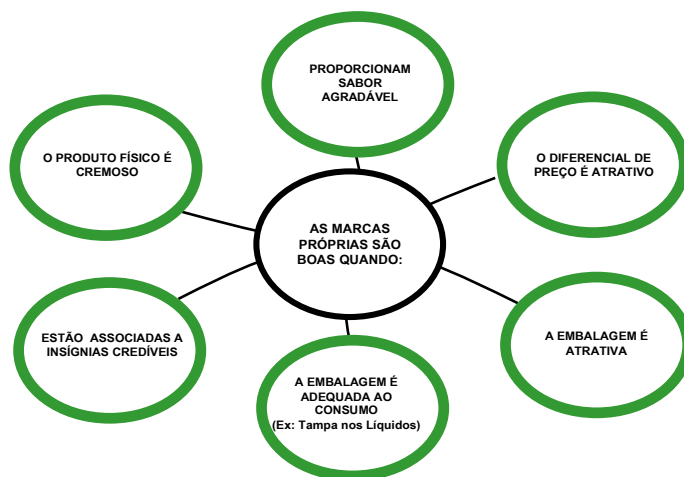 PROPORCIONAM
SABOR
AGRADÁVEL
O DIFERENCIAL DE
PREÇO É ATRATIVO
O PRODUTO FÍSICO É
CREMOSO
AS MARCAS
PRÓPRIAS SÃO
BOAS QUANDO:
A EMBALAGEM É
ATRATIVA
ESTÃO ASSOCIADAS A
INSÍGNIAS CREDÍVEIS
A EMBALAGEM É
ADEQUADA AO
CONSUMO
(Ex: Tampa nos Líquidos)